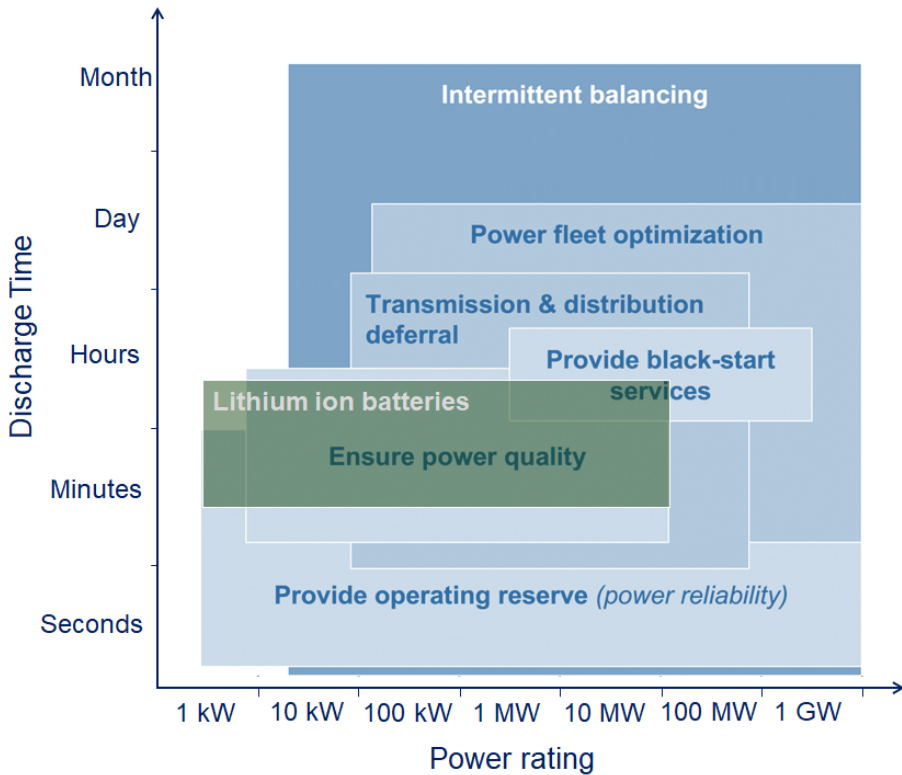 Month
Intermittent balancing
Day
Power fleet optimization
Transmission & distribution
deferral
Hours
Provide black-start
services
Lithium ion batteries
Ensure power quality
Minutes
Provide operating reserve (power reliability)
Seconds
Discharge Time
1 kW
10 kW
100 kW
1 MW
10 MW
100 MW
1 GW
Power rating